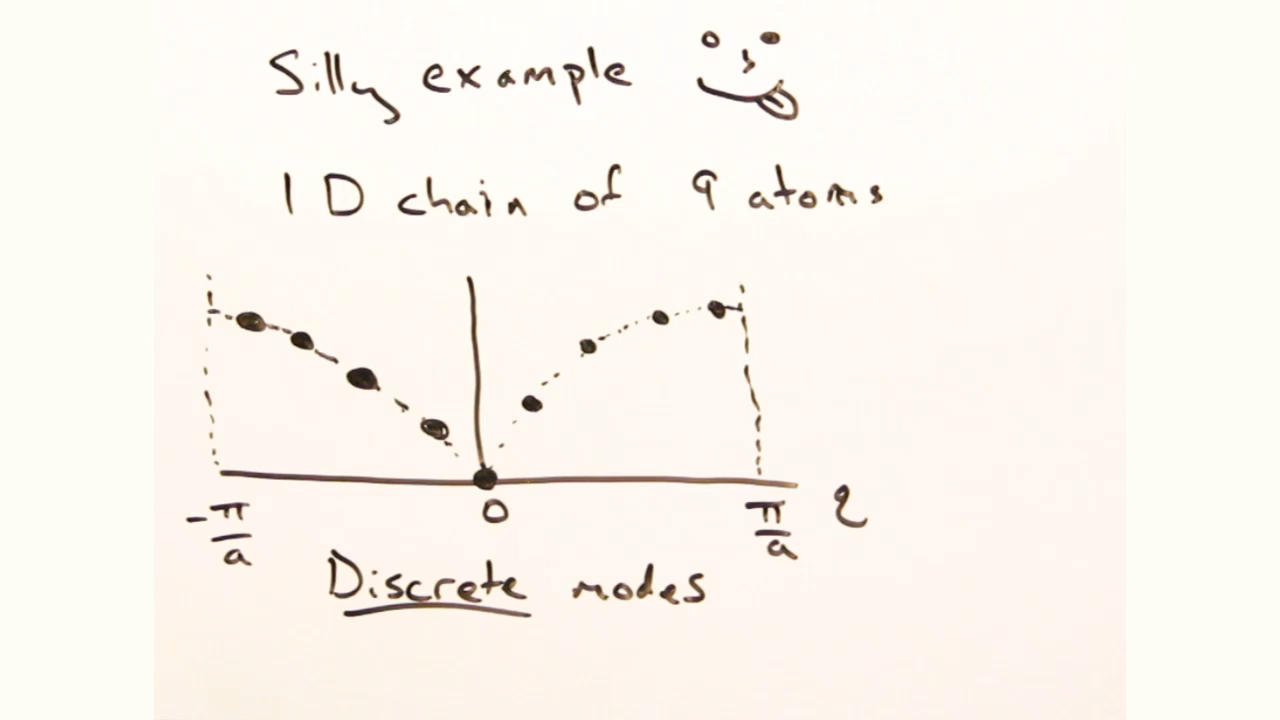 Silly example
1D chain of 9 atoms
-π/a 0 π/a q
Discrete modes